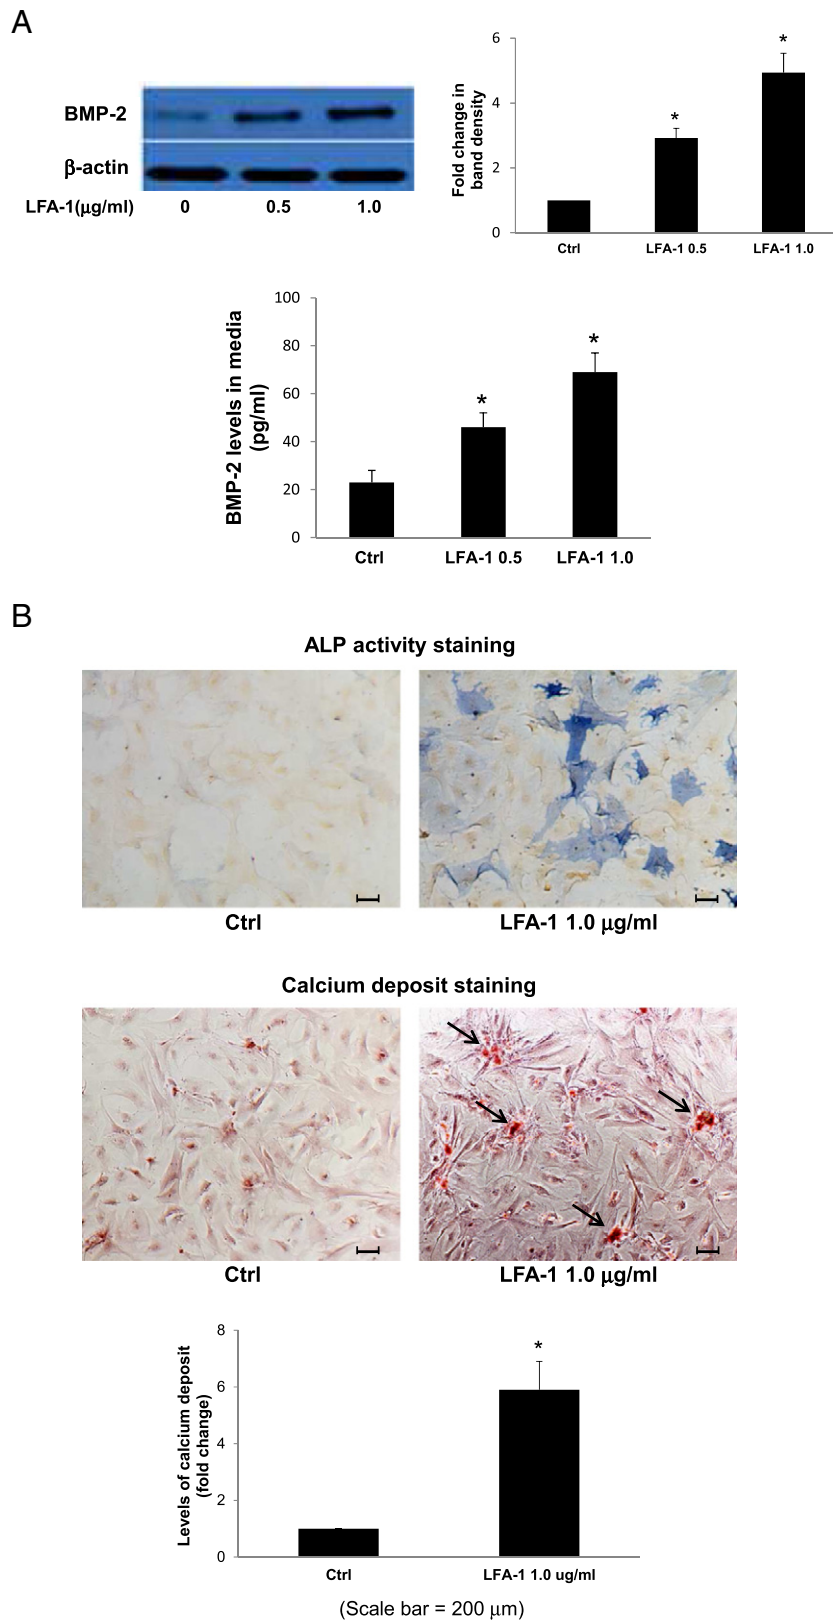 A
BMP-2
β-actin
LFA-1(μg/ml) 0 0.5 1.0
Fold change in
band density
6
4
2
0
*
*
Ctrl LFA-1 0.5 LFA-1 1.0
BMP-2 levels in media
(pg/ml)
100
80
60
40
20
0
*
*
Ctrl LFA-1 0.5 LFA-1 1.0
B
ALP activity staining
Ctrl LFA-1 1.0 μg/ml
Calcium deposit staining
Ctrl LFA-1 1.0 μg/ml
Levels of calcium deposit
(fold change)
8
6
4
2
0
*
Ctrl LFA-1 1.0 ug/ml
(Scale bar = 200 μm)